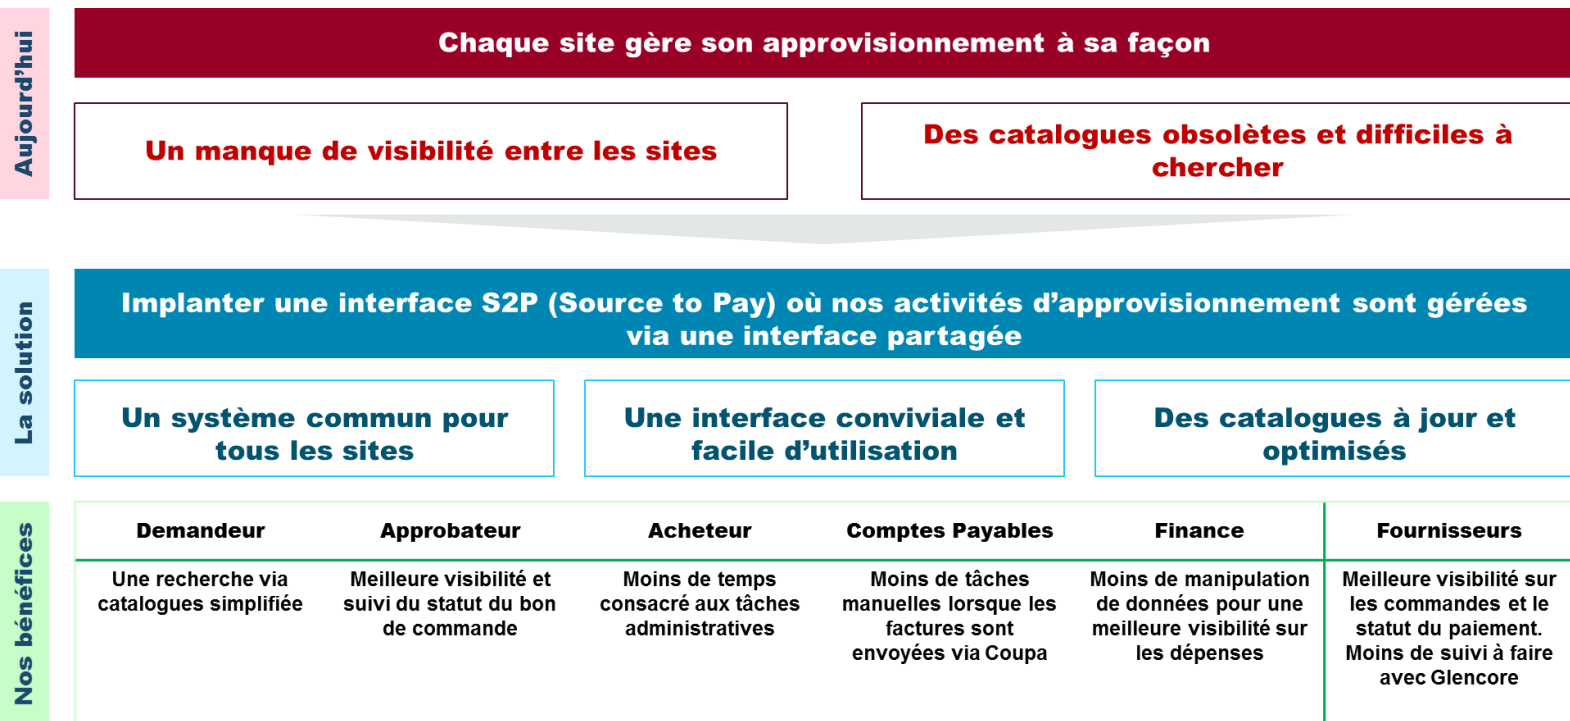 Aujourd'hui
Chaque site gère son approvisionnement à sa façon
Un manque de visibilité entre les sites
Des catalogues obsolètes et difficiles à
chercher
La solution
Implanter une interface S2P (Source to Pay) où nos activités d'approvisionnement sont gérées
via une interface partagée
Un système commun pour
tous les sites
Une interface conviviale et
facile d'utilisation
Des catalogues à jour et
optimisés
Nos bénéfices
Demandeur
Une recherche via
catalogues simplifiée
Approbateur
Meilleure visibilité et
suivi du statut du bon
de commande
Acheteur
Moins de temps
consacré aux tâches
administratives
Comptes Payables
Moins de tâches
manuelles lorsque les
factures sont
envoyées via Coupa
Finance
Moins de manipulation
de données pour une
meilleure visibilité sur
les dépenses
Fournisseurs
Meilleure visibilité sur
les commandes et le
statut du paiement.
Moins de suivi à faire
avec Glencore